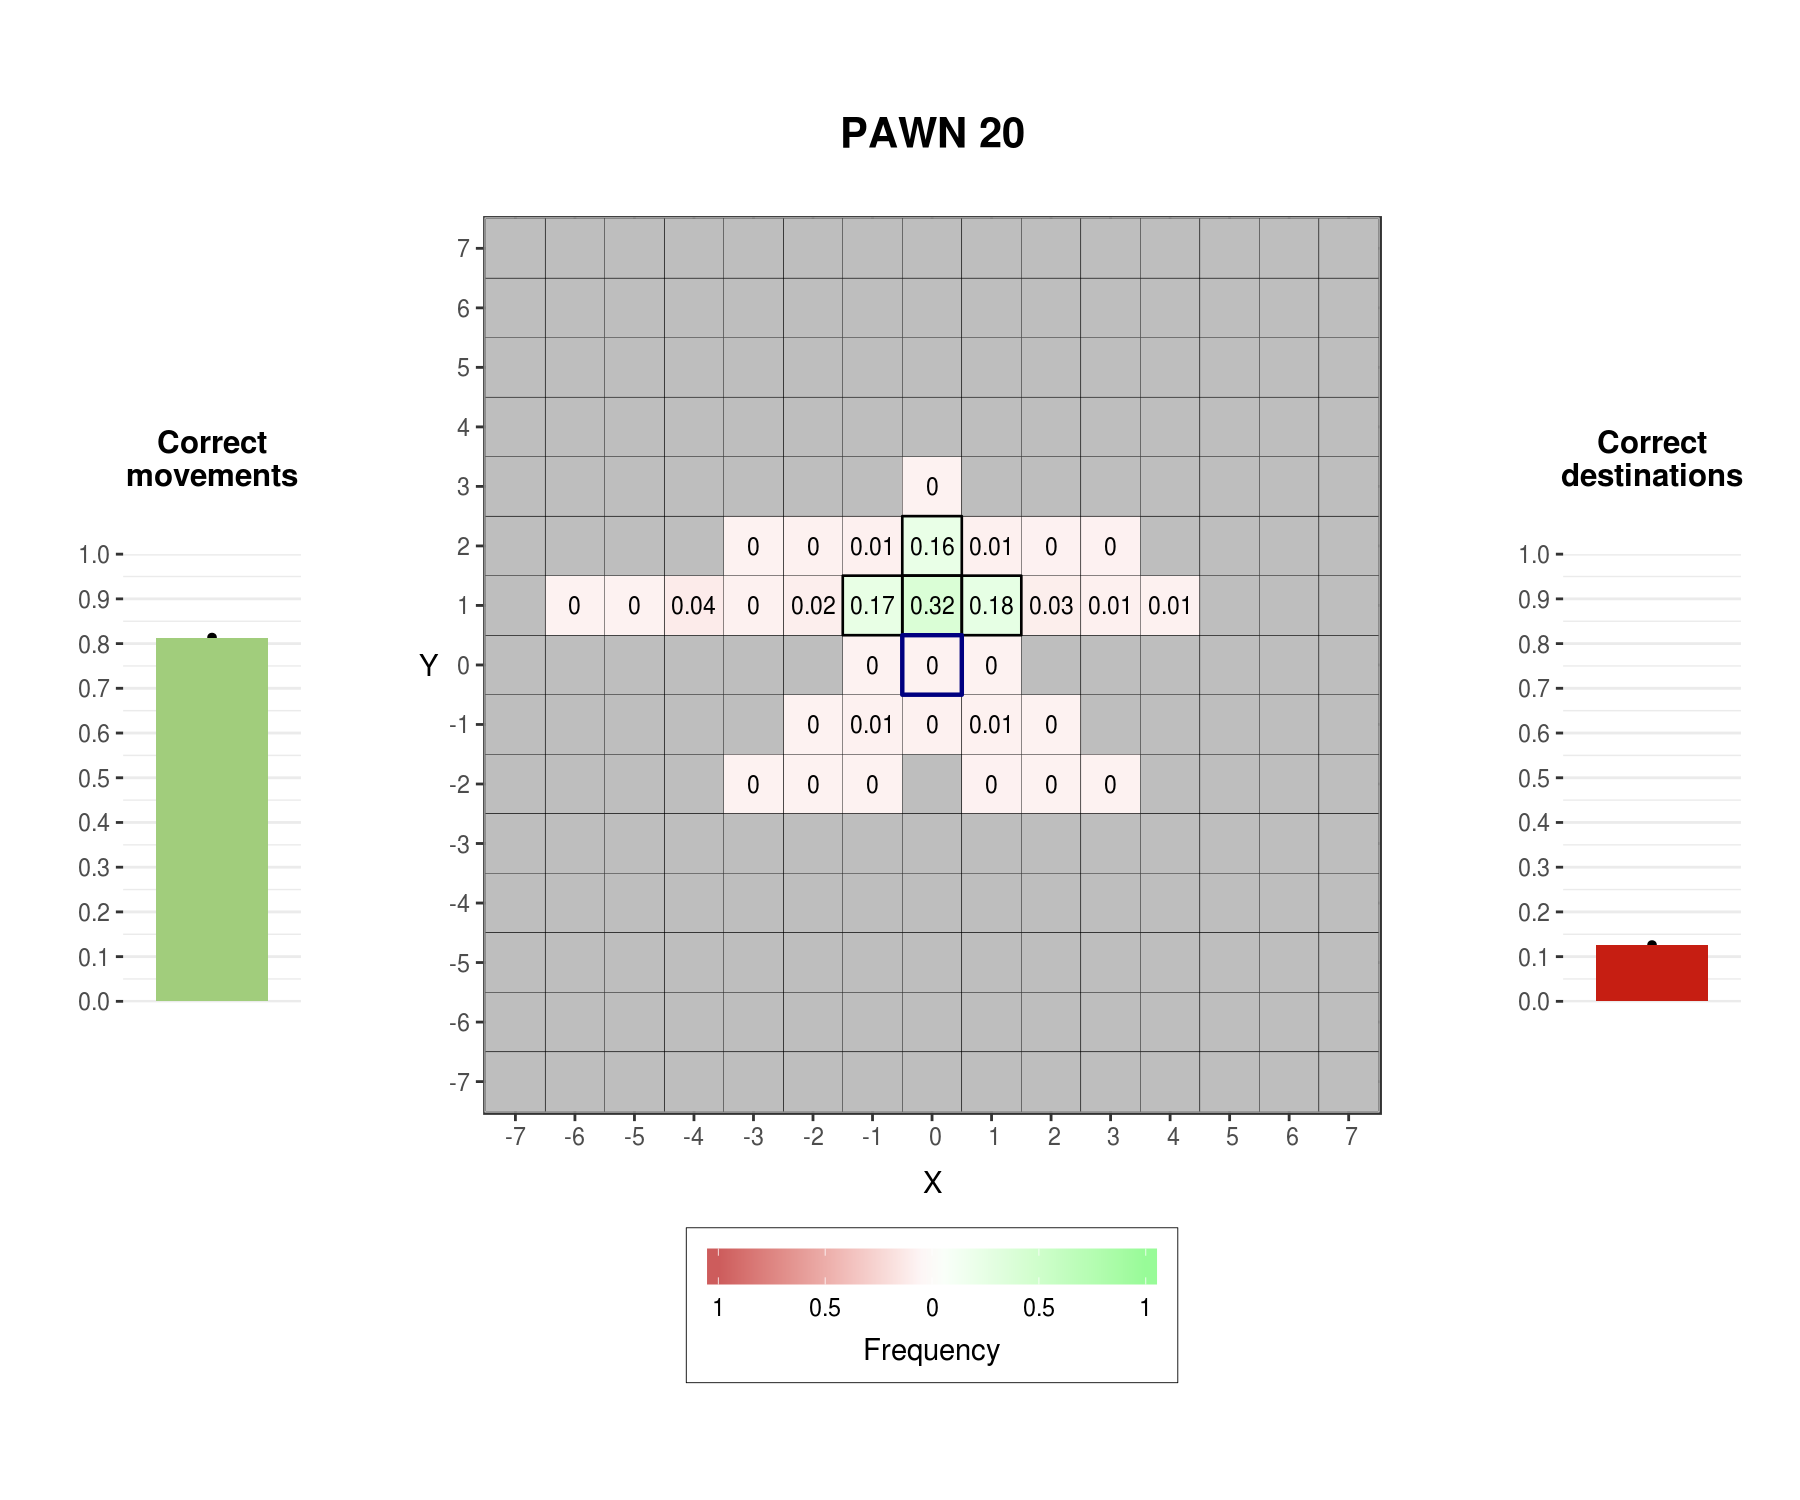 PAWN 20
Correct
movements
1.0
0.9
0.8
0.7
0.6
0.5
0.4
0.3
0.2
0.1
0.0
Y
7
6
5
4
3 0
2 0 0 0.01 0.16 0.01 0 0
1 0 0 0.04 0 0.02 0.17 0.32 0.18 0.03 0.01 0.01
0 0 0 0
-1 0 0.01 0 0.01 0
-2 0 0 0 0 0 0
-3
-4
-5
-6
-7
-7 -6 -5 -4 -3 -2 -1 0 1 2 3 4 5 6 7
X
1 0.5 0 0.5 1
Frequency
Correct
destinations
1.0
0.9
0.8
0.7
0.6
0.5
0.4
0.3
0.2
0.1
0.0